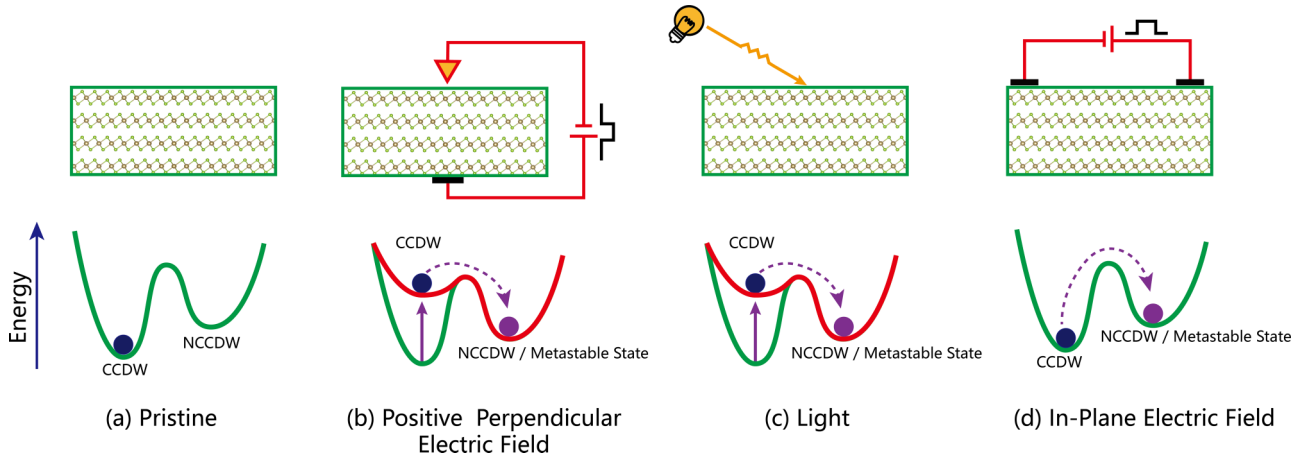 Energy
CCDW
NCCDW
(a) Pristine
CCDW
NCCDW / Metastable State
(b) Positive Perpendicular
Electric Field
CCDW
NCCDW / Metastable State
(c) Light
CCDW
NCCDW / Metastable State
(d) In-Plane Electric Field